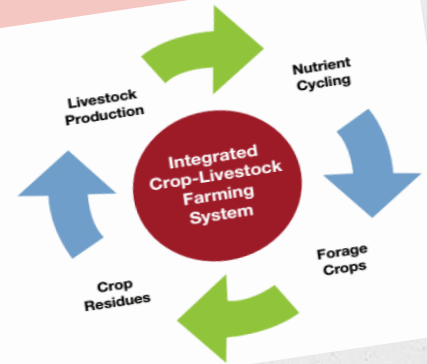 Livestock
Production
Nutrient
Cycling
Integrated
Crop-Livestock
Farming
System
Forage
Crops
Crop
Residues